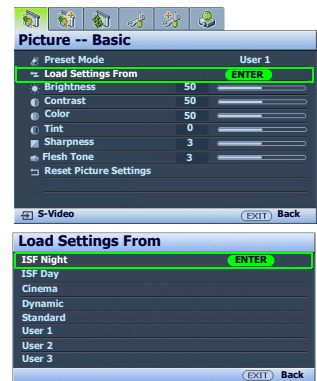 Picture -- Basic
Preset Mode User 1
Load Settings From ENTER
Brightness 50
Contrast 50
Color 50
Tint 0
Sharpness 3
Flesh Tone 3
Reset Picture Settings
S-Video EXIT Back
Load Settings From
ISF Night ENTER
ISF Day
Cinema
Dynamic
Standard
User 1
User 2
User 3
EXIT Back